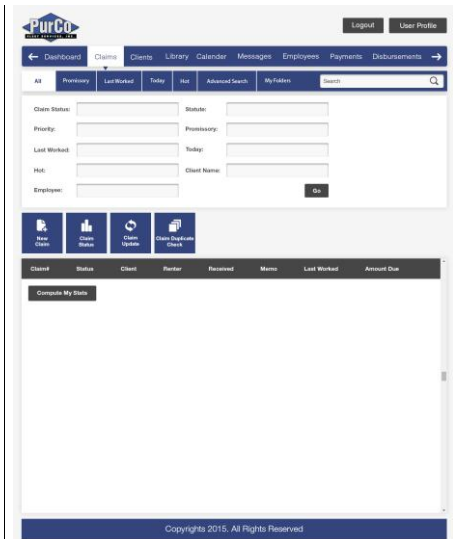 PurCo
FLEET SERVICES, INC
Logout User Profile
← Dashboard Claims Clients Library Calender Messages Employees Payments Disbursements →
All Promissory Last Worked Today Hot Advanced Search My Folders Search
Claim Status: Statute:
Priority: Promissory:
Last Worked: Today:
Hot: Client Name:
Employee: Go
New Claim
Claim Status
Claim Update
Claim Duplicate Check
Claim# Status Client Renter Received Memo Last Worked Amount Due
Compute My Stats
Copyrights 2015. All Rights Reserved